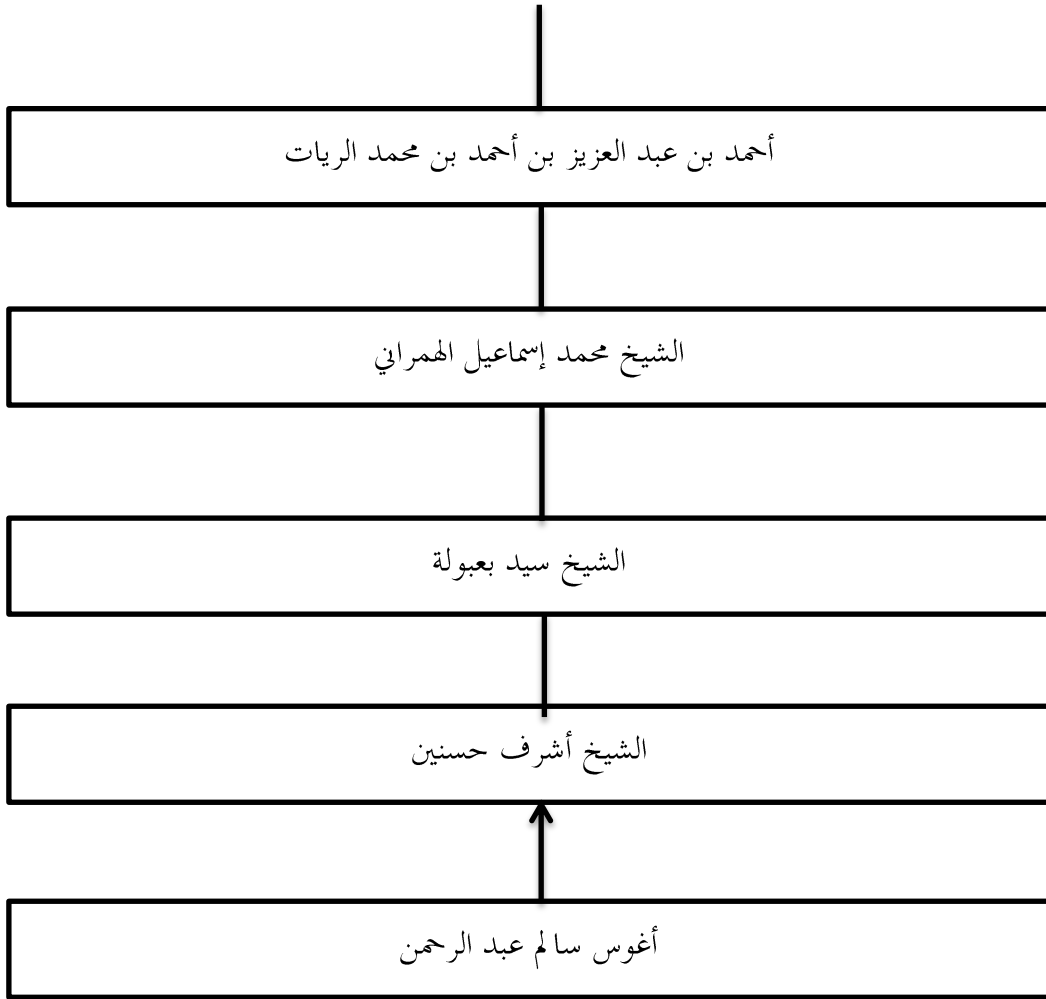 أحمد بن عبد العزيز بن أحمد بن محمد الريات
الشيخ محمد إسماعيل الهمراني
الشيخ سيد بعبولة
الشيخ أشرف حسنين
أغوس سالم عبد الرحمن